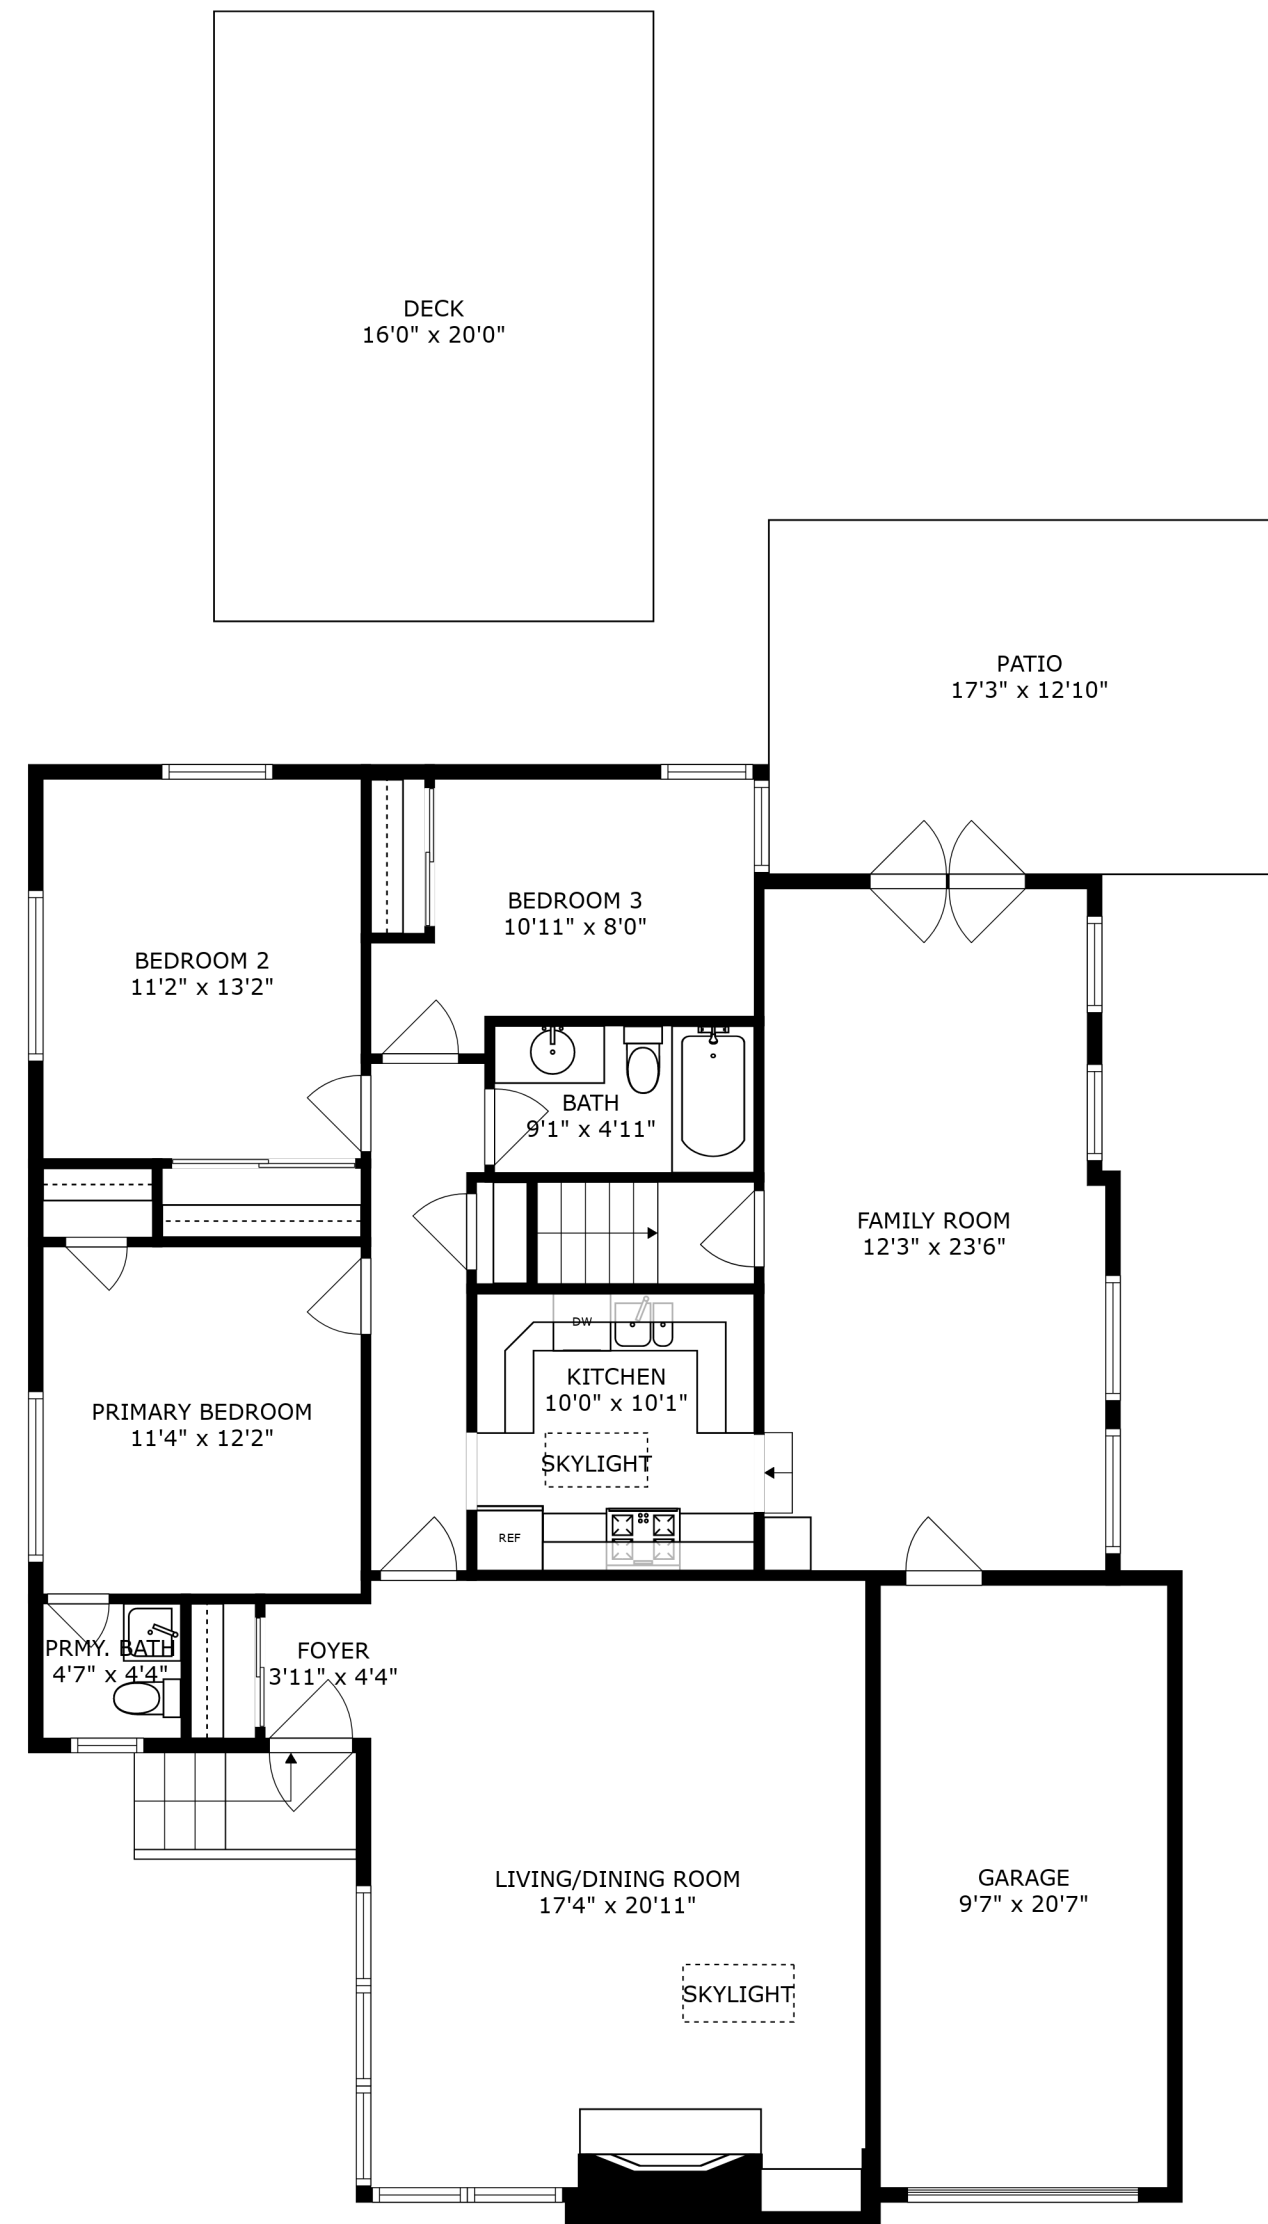 DECK
16'0" x 20'0"
PATIO
17'3" x 12'10"
BEDROOM 3
10'11" x 8'0"
BEDROOM 2
11'2" x 13'2"
BATH
9'1" x 4'11"
FAMILY ROOM
12'3" x 23'6"
DW
KITCHEN
10'0" x 10'1"
SKYLIGHT
REF
PRIMARY BEDROOM
11'4" x 12'2"
PRMY. BATH
4'7" x 4'4"
FOYER
3'11" x 4'4"
LIVING/DINING ROOM
17'4" x 20'11"
SKYLIGHT
GARAGE
9'7" x 20'7"